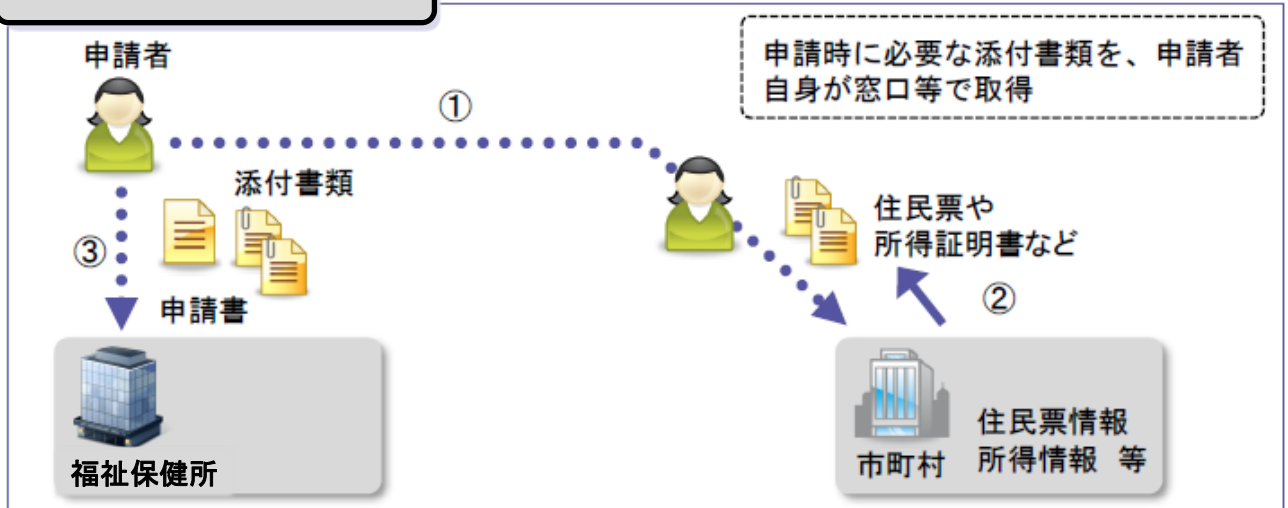 申請者
①
申請時に必要な添付書類を、申請者
自身が窓口等で取得
添付書類
③
申請書
住民票や
所得証明書など
②
福祉保健所
市町村
住民票情報
所得情報 等